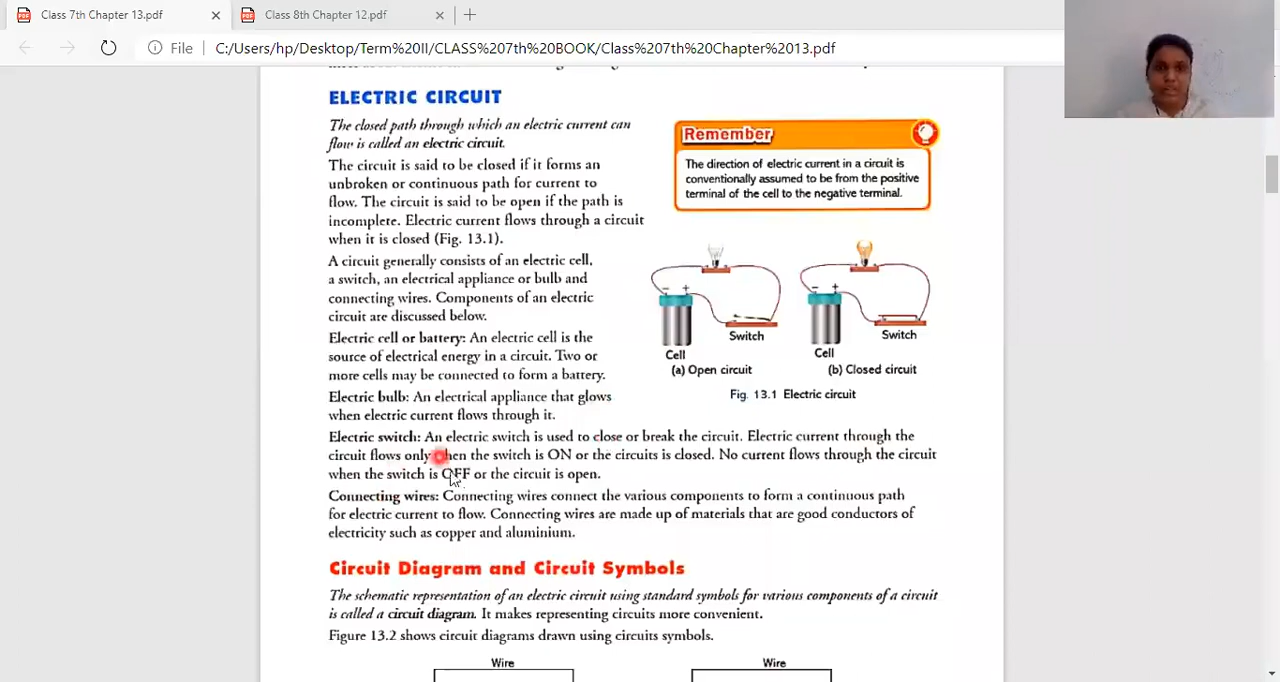 Class 7th Chapter 13.pdf
Class 8th Chapter 12.pdf
File
C:/Users/hp/Desktop/Term%20II/CLASS%207th%20BOOK/Class%207th%20Chapter%2013.pdf
ELECTRIC CIRCUIT
The closed path through which an electric current can
flow is called an electric circuit.
The circuit is said to be closed if it forms an
unbroken or continuous path for current to
flow. The circuit is said to be open if the path is
incomplete. Electric current flows through a circuit
when it is closed (Fig. 13.1).
A circuit generally consists of an electric cell,
a switch, an electrical appliance or bulb and
connecting wires. Components of an electric
circuit are discussed below.
Electric cell or battery: An electric cell is the
source of electrical energy in a circuit. Two or
more cells may be connected to form a battery.
Electric bulb: An electrical appliance that glows
when electric current flows through it.
Remember
The direction of electric current in a circuit is
conventionally assumed to be from the positive
terminal of the cell to the negative terminal.
− +
Switch
Cell
(a) Open circuit
− +
Switch
Cell
(b) Closed circuit
Fig. 13.1 Electric circuit
Electric switch: An electric switch is used to close or break the circuit. Electric current through the
circuit flows only when the switch is ON or the circuits is closed. No current flows through the circuit
when the switch is OFF or the circuit is open.
Connecting wires: Connecting wires connect the various components to form a continuous path
for electric current to flow. Connecting wires are made up of materials that are good conductors of
electricity such as copper and aluminium.
Circuit Diagram and Circuit Symbols
The schematic representation of an electric circuit using standard symbols for various components of a circuit
is called a circuit diagram. It makes representing circuits more convenient.
Figure 13.2 shows circuit diagrams drawn using circuits symbols.
Wire
Wire